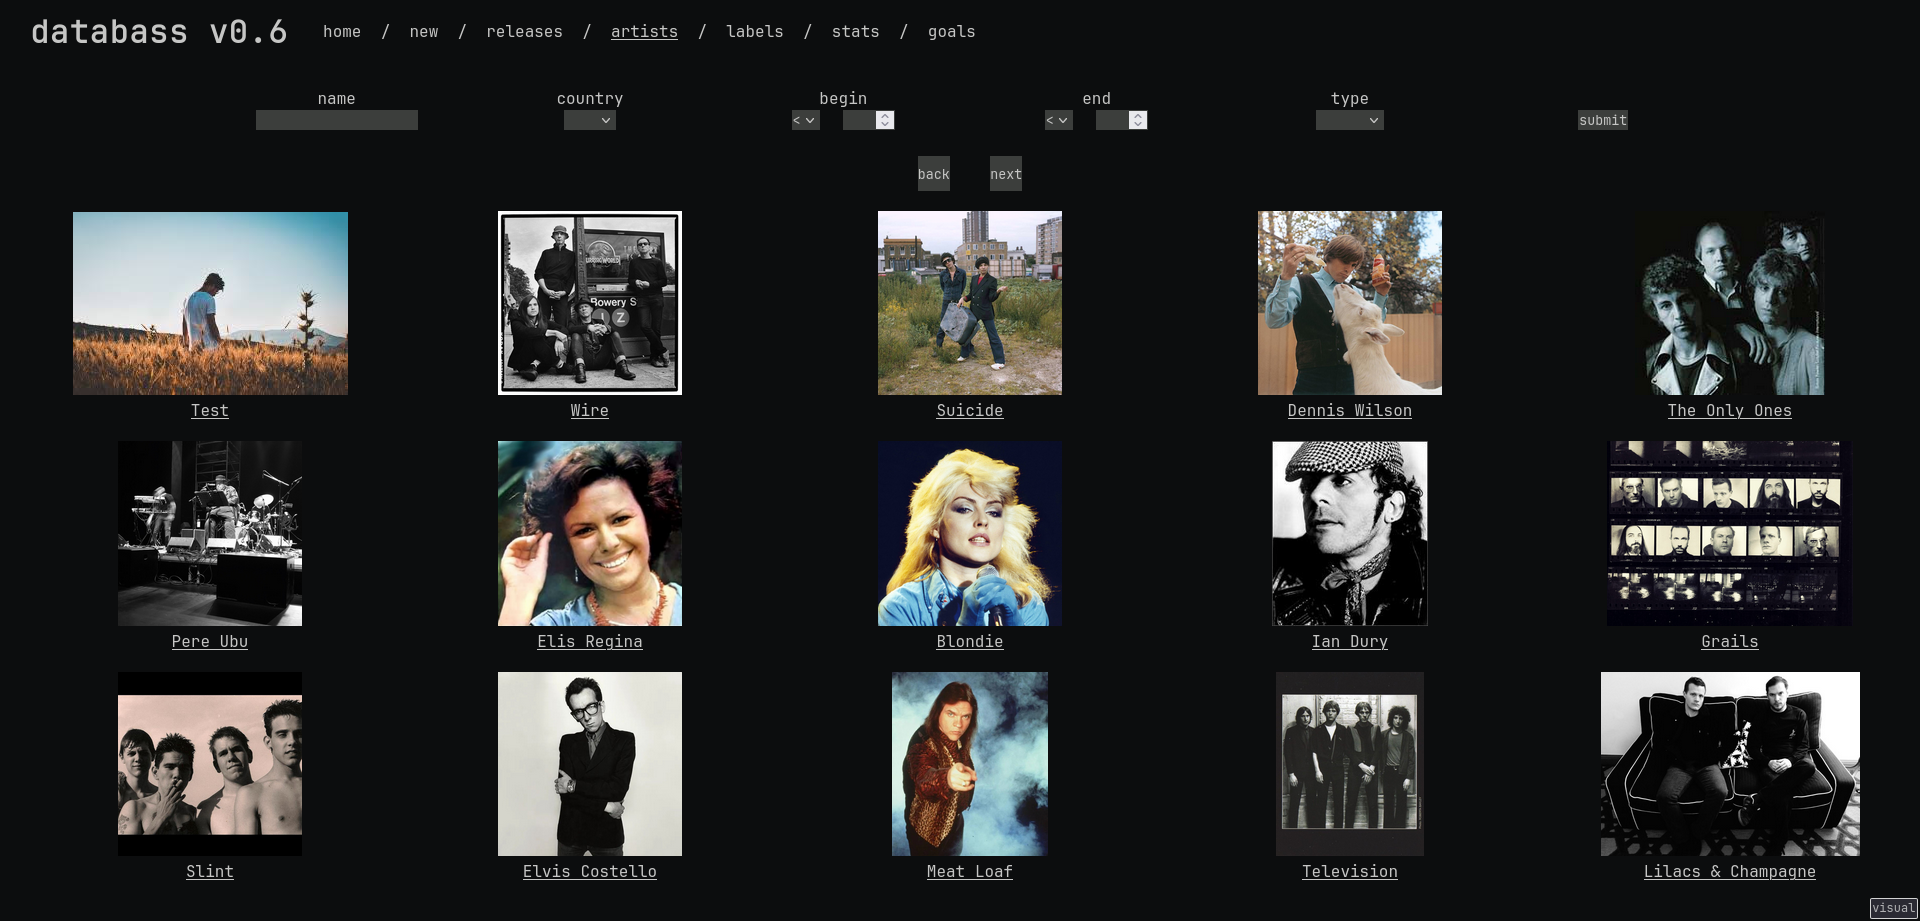 databass v0.6 home / new / releases / artists / labels / stats / goals
name country begin end type
< < submit
back next
Bowery S
Z
Test Wire Suicide Dennis Wilson The Only Ones
Pere Ubu Elis Regina Blondie Ian Dury Grails
Slint Elvis Costello Meat Loaf Television Lilacs & Champagne
visual